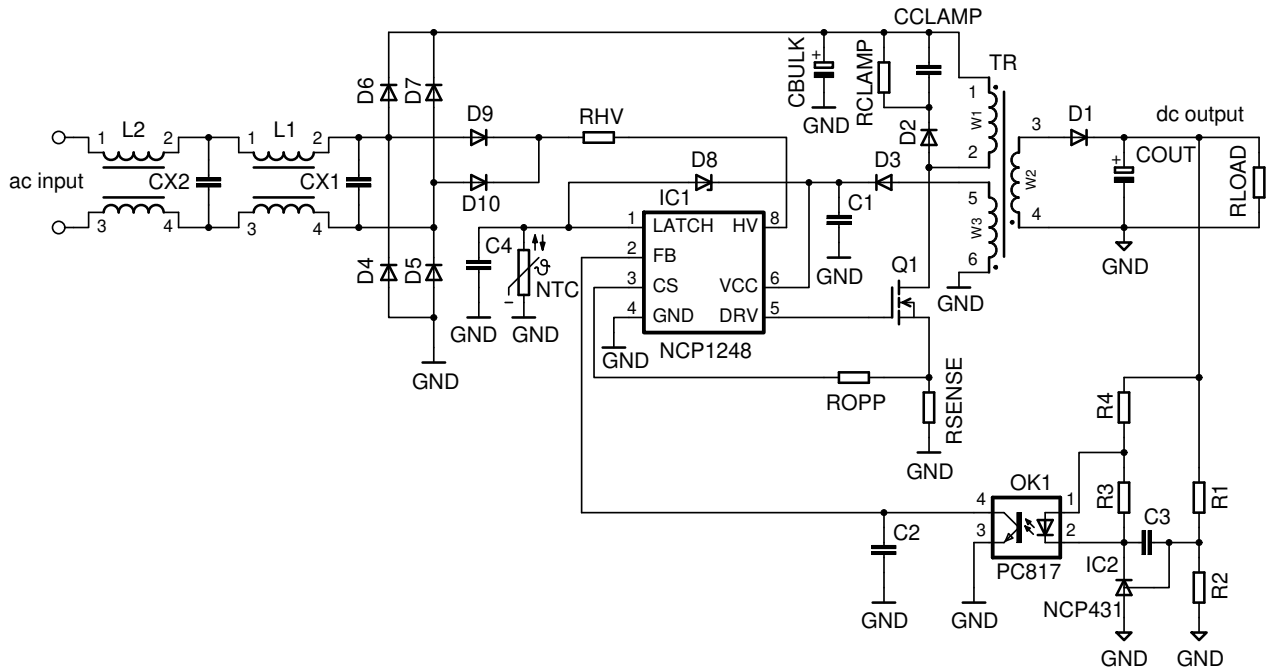 CCLAMP
TR
D6
D7
CBULK
+
RCLAMP
GND
D2
1
W1
2
L2
1
2
L1
1
2
D9
RHV
3
D1
dc output
COUT
+
W2
RLOAD
ac input
CX2
CX1
D10
D8
D3
IC1
C1
5
W3
6
4
3
4
3
4
GND
C4
ϑ
NTC
–
1
LATCH
HV
8
2
FB
3
CS
VCC
6
4
GND
DRV
5
GND
Q1
GND
D4
D5
GND
GND
GND
NCP1248
GND
ROPP
RSENSE
GND
R4
OK1
4
1
R3
R1
3
2
C2
PC817
IC2
C3
NCP431
R2
GND
GND
GND
GND